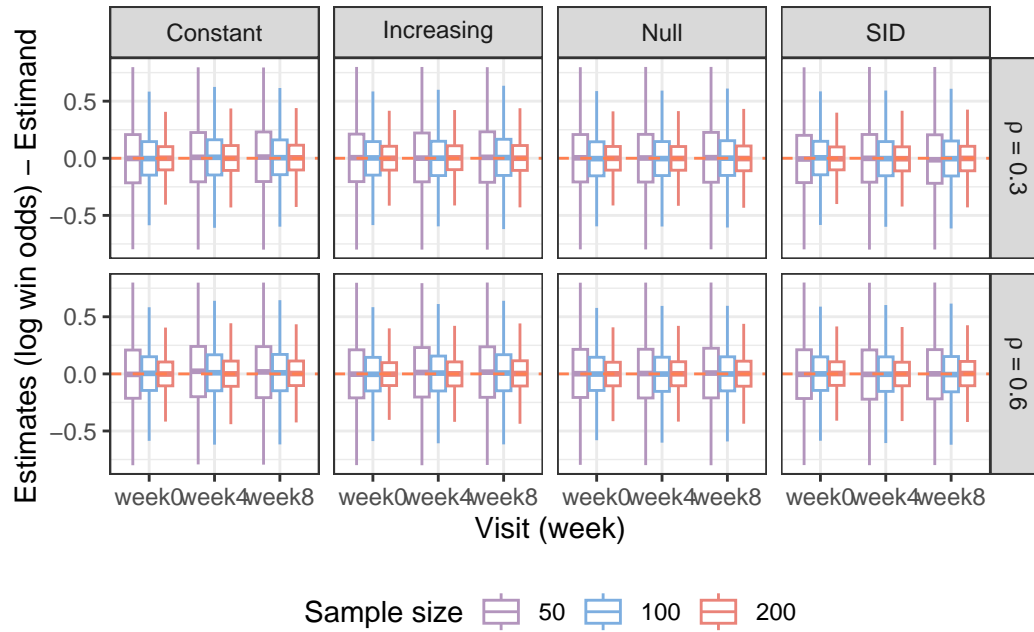 Constant Increasing Null SID
Estimates (log win odds) − Estimand
0.5
0.0
−0.5
ρ = 0.3
0.5
0.0
−0.5
ρ = 0.6
week0 week4 week8 week0 week4 week8 week0 week4 week8 week0 week4 week8
Visit (week)
Sample size 50 100 200